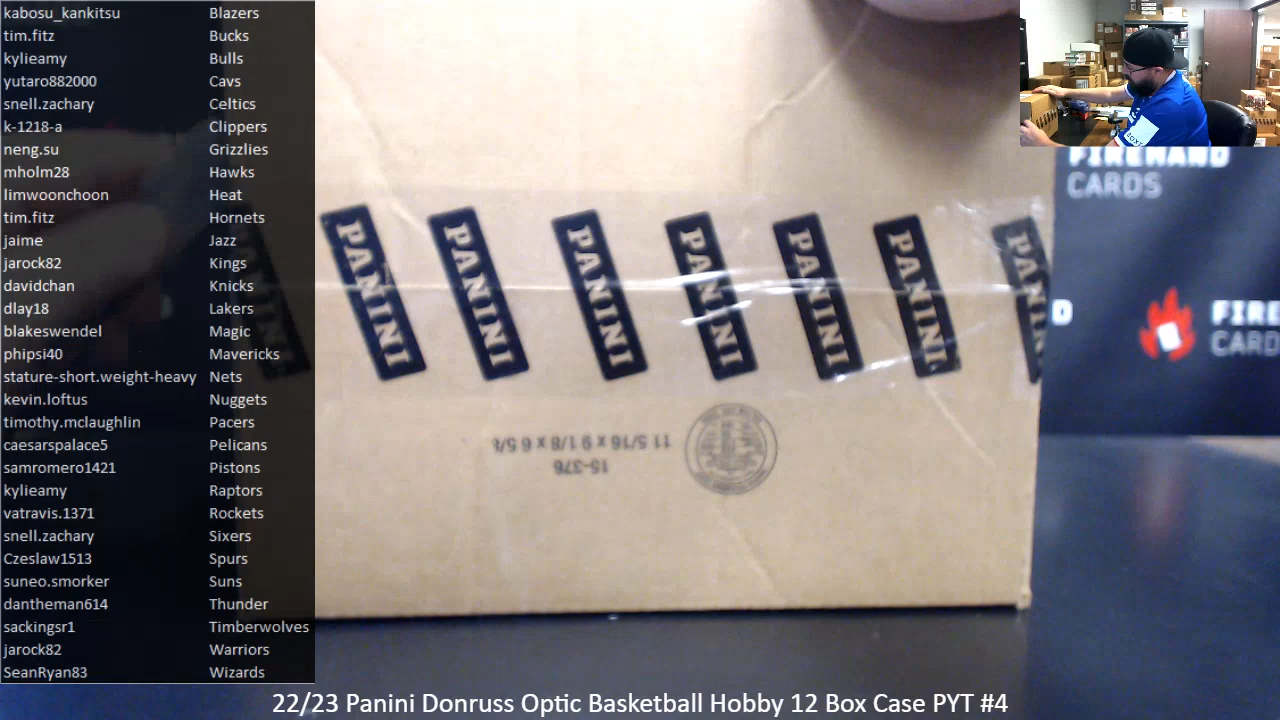 kabosu_kankitsu Blazers
tim.fitz Bucks
kylieamy Bulls
yutaro882000 Cavs
snell.zachary Celtics
k-1218-a Clippers
neng.su Grizzlies
mholm28 Hawks
limwoonchoon Heat
tim.fitz Hornets
jaime Jazz
jarock82 Kings
davidchan Knicks
dlay18 Lakers
blakeswendel Magic
phipsi40 Mavericks
stature-short.weight-heavy Nets
kevin.loftus Nuggets
timothy.mclaughlin Pacers
caesarspalace5 Pelicans
samromero1421 Pistons
kylieamy Raptors
vatravis.1371 Rockets
snell.zachary Sixers
Czeslaw1513 Spurs
suneo.smorker Suns
dantheman614 Thunder
sackingsr1 Timberwolves
jarock82 Warriors
SeanRyan83 Wizards
PANINI PANINI PANINI PANINI PANINI PANINI PANINI
11 5/16 x 9 1/8 x 6 5/8
15-376
FIREHAND
CARDS
D
FIRE
CARD
22/23 Panini Donruss Optic Basketball Hobby 12 Box Case PYT #4